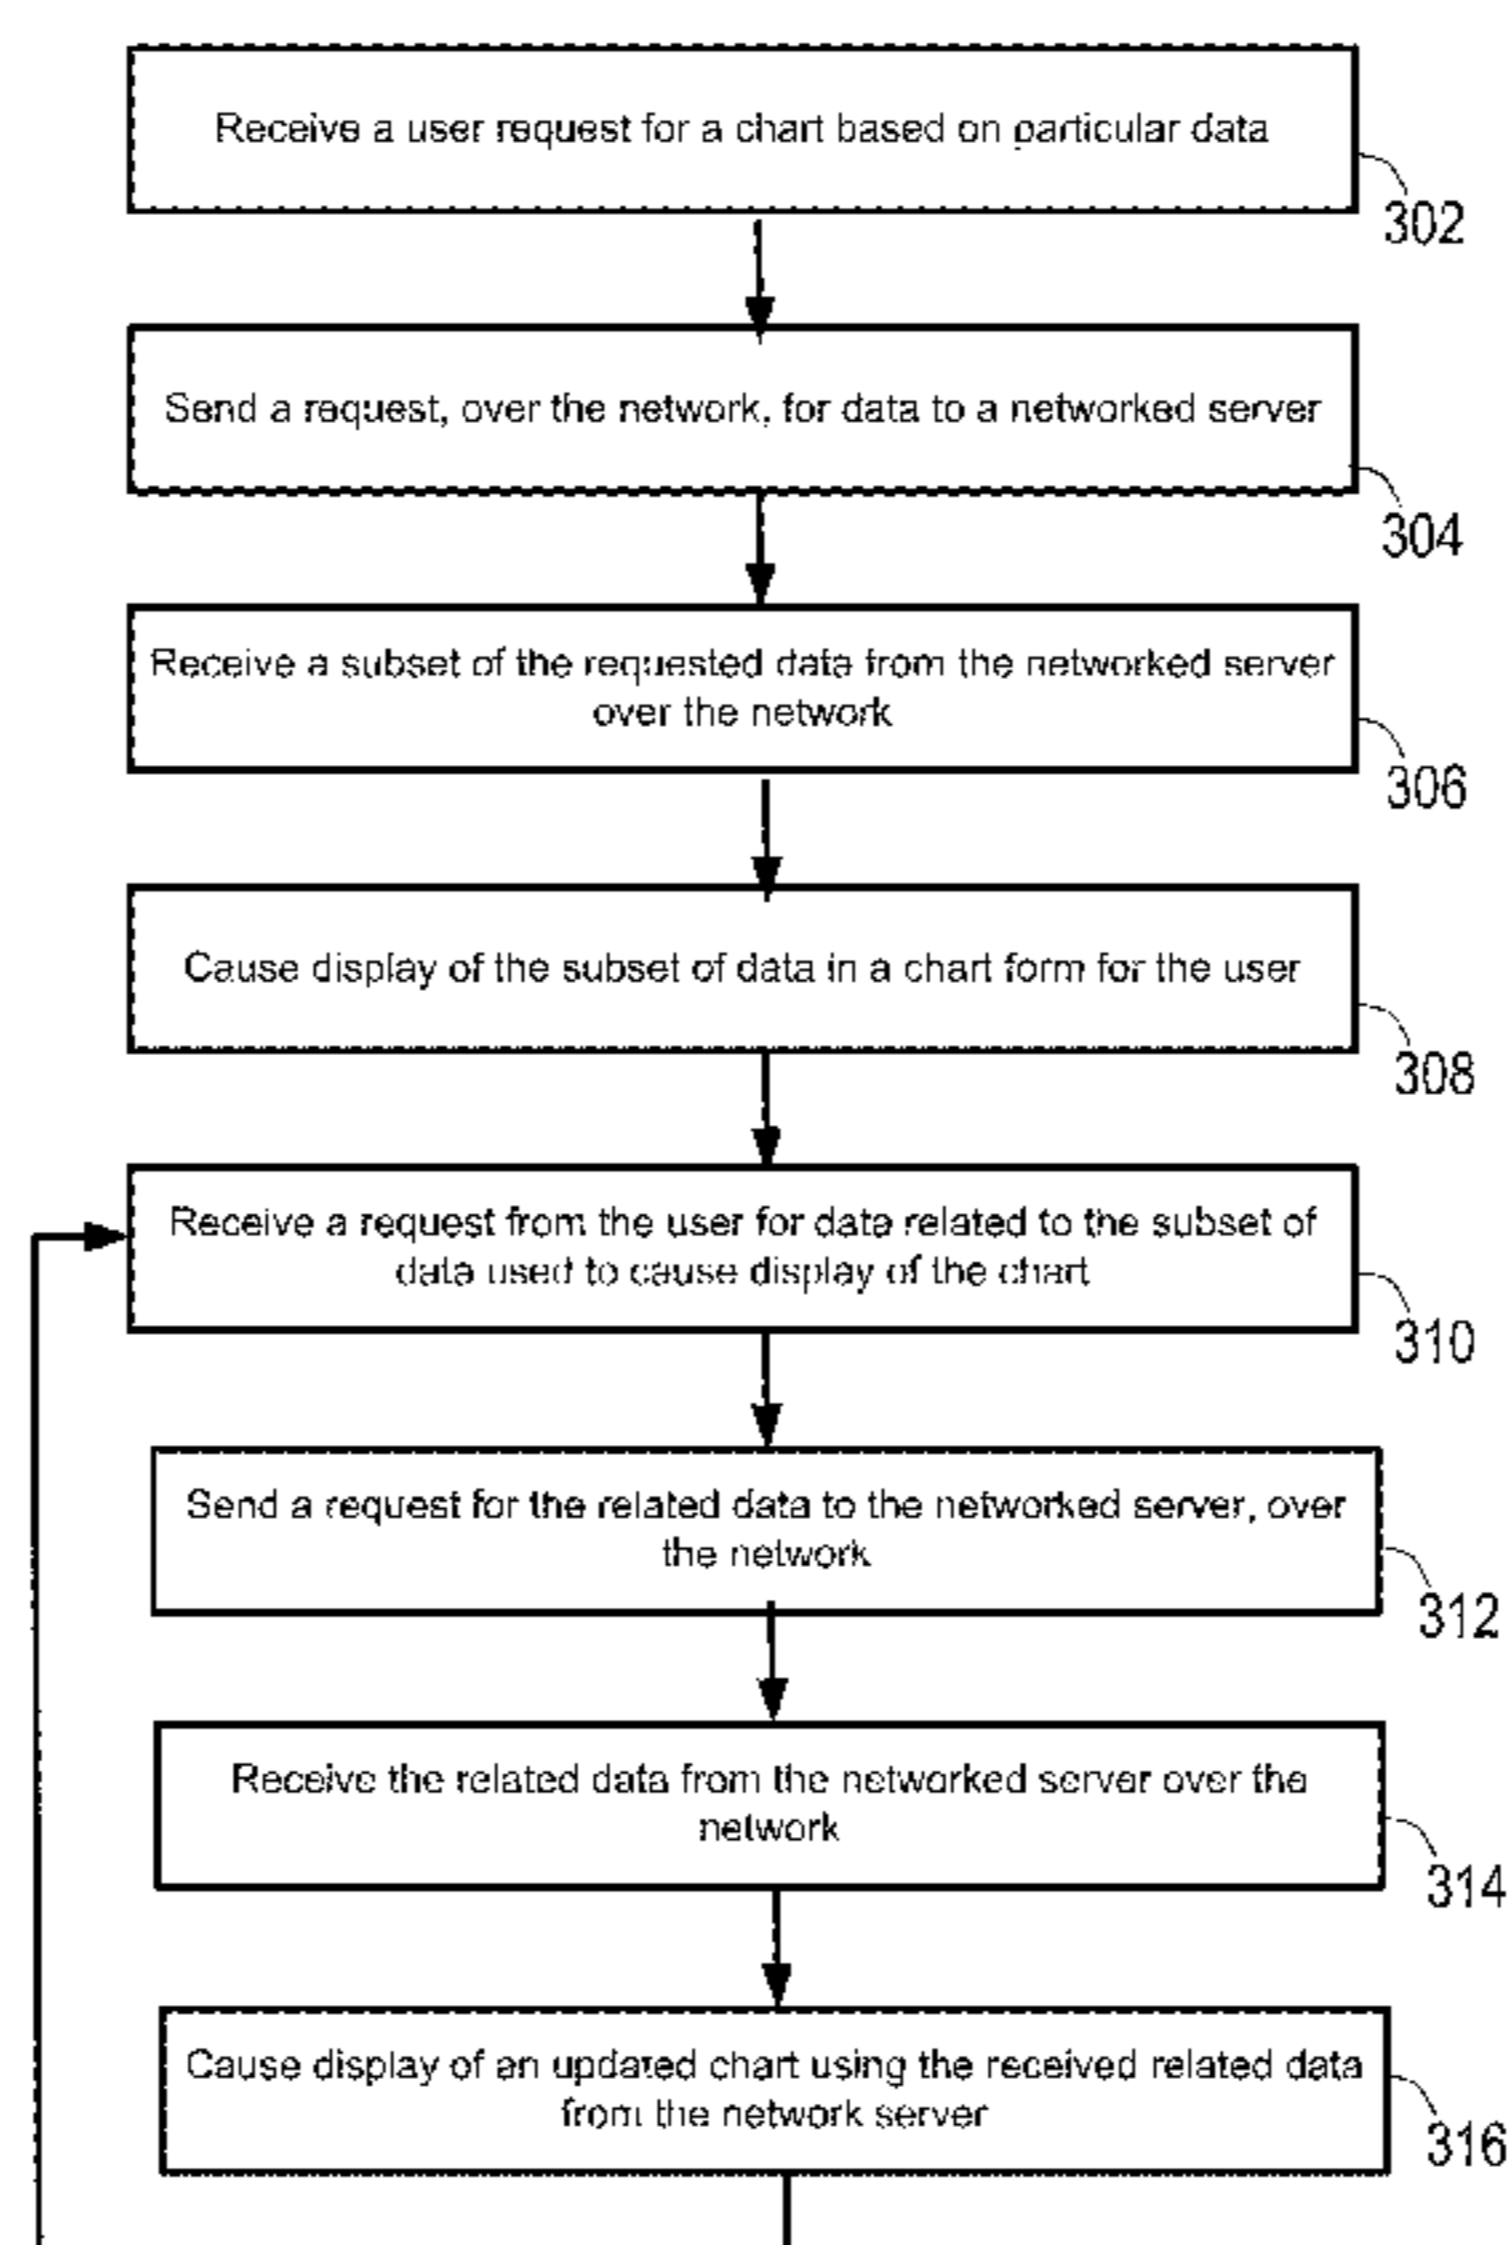 Receive a user request for a chart based on particular data
302
Send a request, over the network, for data to a networked server
304
Receive a subset of the requested data from the networked server
over the network
306
Cause display of the subset of data in a chart form for the user
308
Receive a request from the user for data related to the subset of
data used to cause display of the chart
310
Send a request for the related data to the networked server, over
the network
312
Receive the related data from the networked server over the
network
314
Cause display of an updated chart using the received related data
from the network server
316